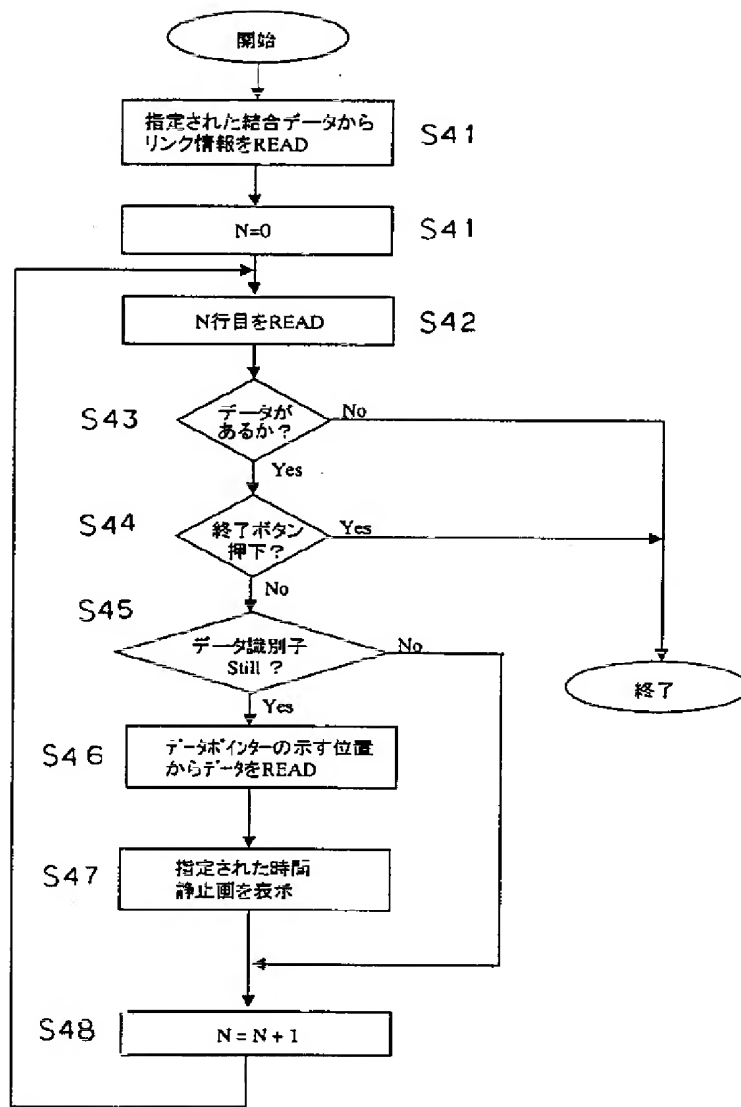 開始
指定された結合データから
リンク情報をREAD
S41
N=0
S41
N行目をREAD
S42
S43
データが
あるか?
No
Yes
S44
終了ボタン
押下?
Yes
No
S45
データ識別子
Still ?
No
Yes
終了
S46
データポインターの示す位置
からデータをREAD
S47
指定された時間
静止画を表示
S48
N = N + 1